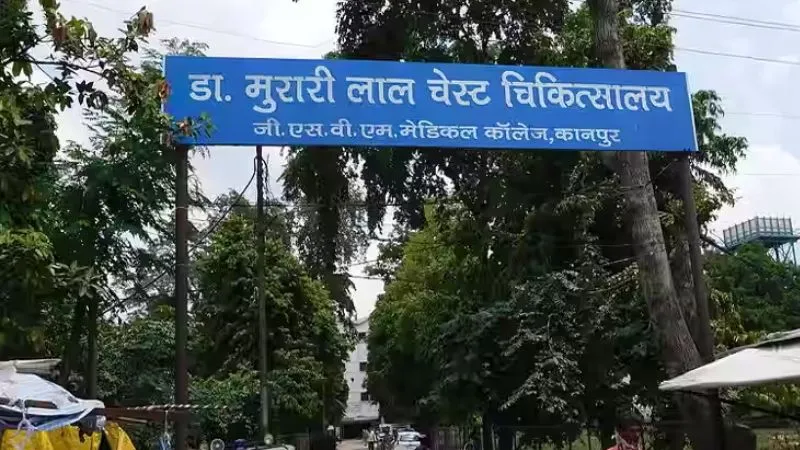 डा. मुरारी लाल चेस्ट चिकित्सालय
जी.एस.वी.एम.मेडिकल कॉलेज,कानपुर